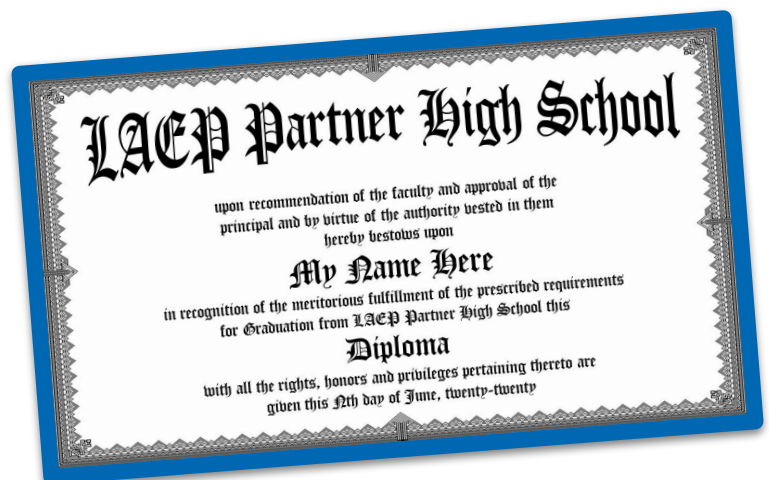 LAEP Partner High School
upon recommendation of the faculty and approval of the
principal and by virtue of the authority vested in them
hereby bestows upon
My Name Here
in recognition of the meritorious fulfillment of the prescribed requirements
for Graduation from LAEP Partner High School this
Diploma
with all the rights, honors and privileges pertaining thereto are
given this Nth day of June, twenty-twenty